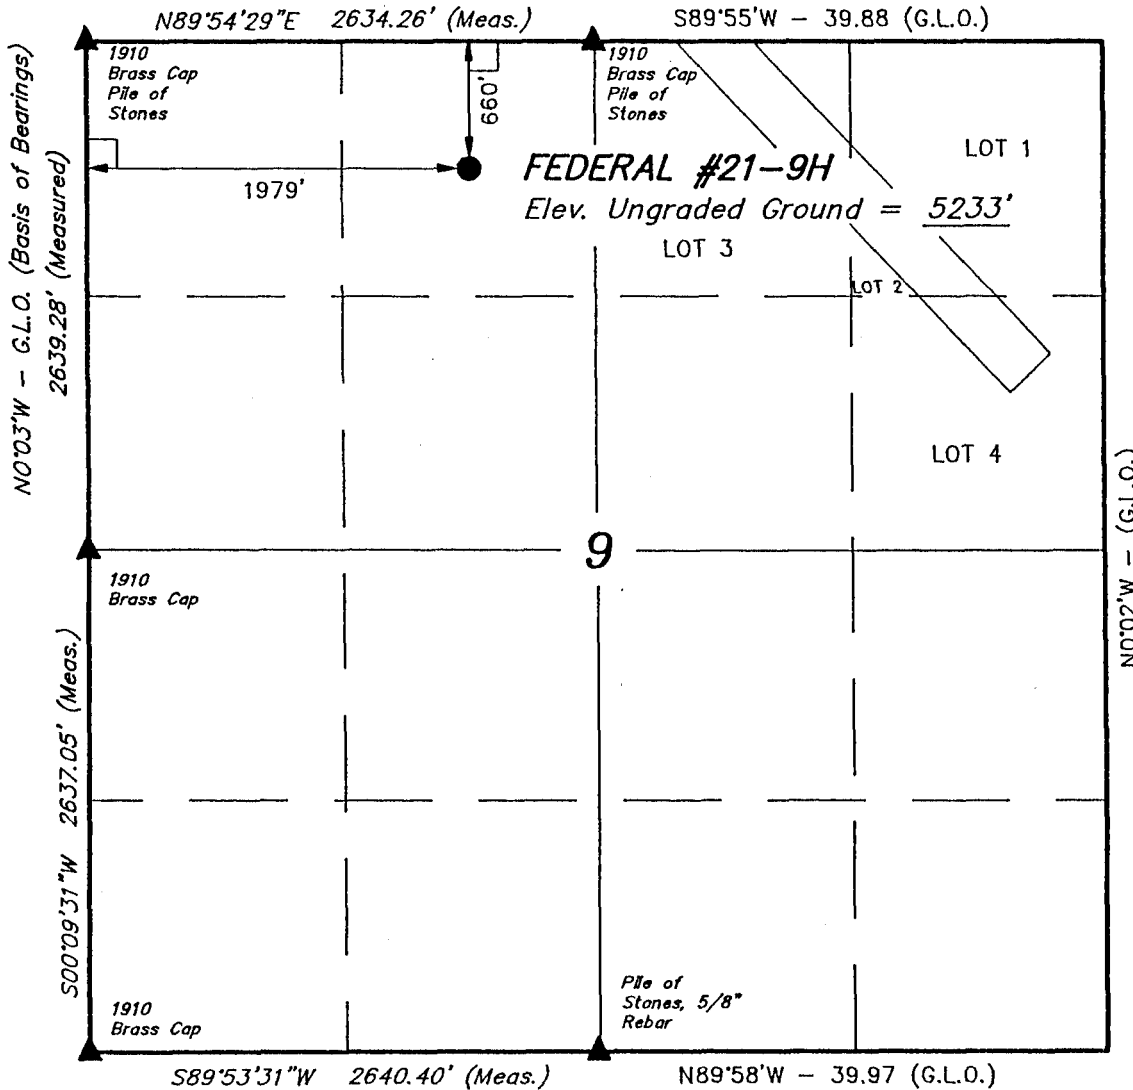 N89°54'29"E 2634.26' (Meas.)
S89°55'W – 39.88 (G.L.O.)
1910
Brass Cap
Pile of
Stones
1910
Brass Cap
Pile of
Stones
660'
1979'
FEDERAL #21-9H
Elev. Ungraded Ground = 5233'
LOT 1
LOT 3
LOT 2
LOT 4
N0°03'W – G.L.O. (Basis of Bearings)
2639.28' (Measured)
9
N0°02'W – (G.L.O.)
1910
Brass Cap
S00°09'31"W 2637.05' (Meas.)
1910
Brass Cap
Pile of
Stones, 5/8"
Rebar
S89°53'31"W 2640.40' (Meas.)
N89°58'W – 39.97 (G.L.O.)